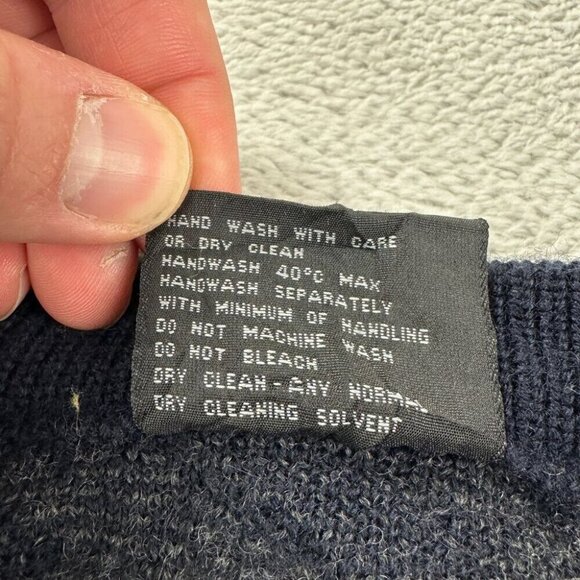 HAND WASH WITH CARE
OR DRY CLEAN
HANDWASH 40°C MAX
HANDWASH SEPARATELY
WITH MINIMUM OF HANDLING
DO NOT MACHINE WASH
DO NOT BLEACH
DRY CLEAN-ANY NORMAL
DRY CLEANING SOLVENT